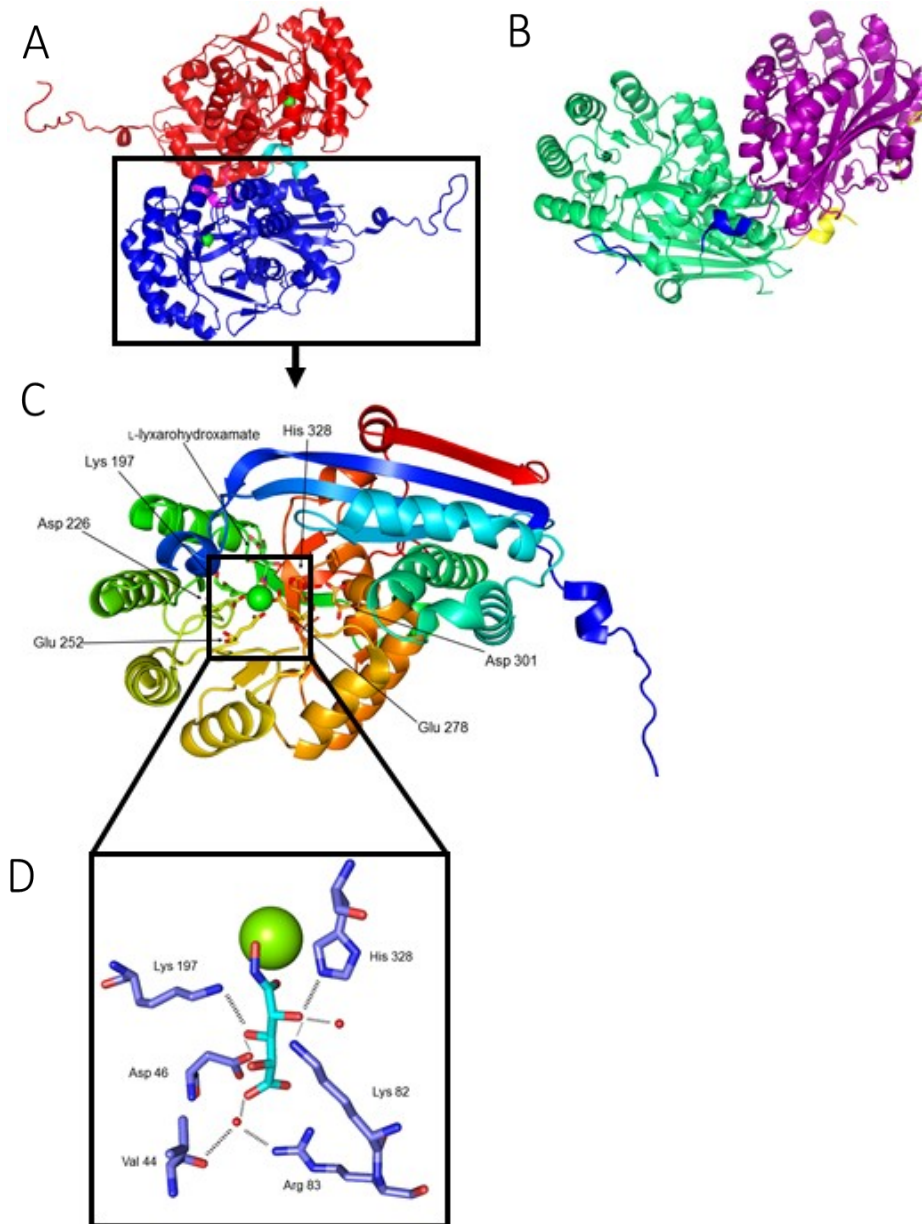 A
B
C
L-lyxarohydroxamate
His 328
Lys 197
Asp 226
Glu 252
Asp 301
Glu 278
D
His 328
Lys 197
Asp 46
Lys 82
Val 44
Arg 83